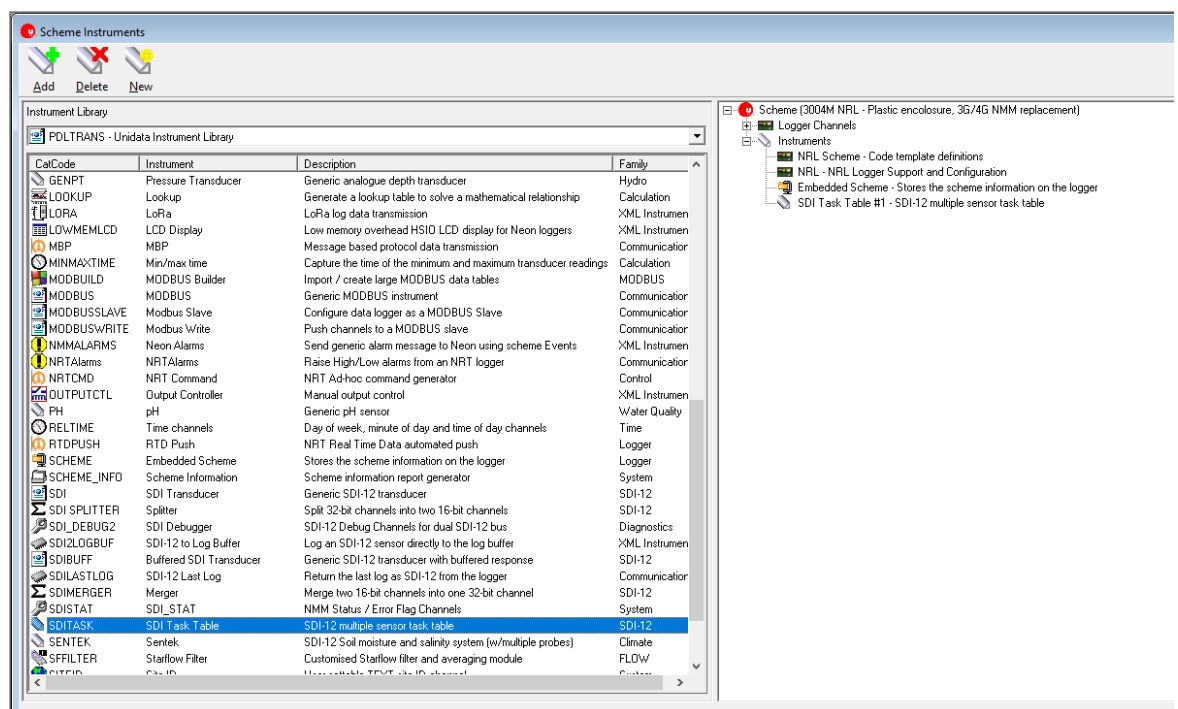 Scheme Instruments
Add Delete New
Instrument Library
PDLTRANS - Unidata Instrument Library
CatCode Instrument Description Family
GENPT Pressure Transducer Generic analogue depth transducer Hydro
LOOKUP Lookup Generate a lookup table to solve a mathematical relationship Calculation
LORA LoRa LoRa log data transmission XML Instrumen
LOWMEMLCD LCD Display Low memory overhead HSIO LCD display for Neon loggers XML Instrumen
MBP MBP Message based protocol data transmission Communication
MINMAXTIME Min/max time Capture the time of the minimum and maximum transducer readings Calculation
MODBUILD MODBUS Builder Import / create large MODBUS data tables MODBUS
MODBUS MODBUS Generic MODBUS instrument Communication
MODBUSSLAVE Modbus Slave Configure data logger as a MODBUS Slave Communication
MODBUSWRITE Modbus Write Push channels to a MODBUS slave Communication
NMMALARMS Neon Alarms Send generic alarm message to Neon using scheme Events XML Instrumen
NRTAlarms NRTAlarms Raise High/Low alarms from an NRT logger Communication
NRTCMD NRT Command NRT Ad-hoc command generator Control
OUTPUTCTL Output Controller Manual output control XML Instrumen
PH pH Generic pH sensor Water Quality
RELTIME Time channels Day of week, minute of day and time of day channels Time
RTDPUSH RTD Push NRT Real Time Data automated push Logger
SCHEME Embedded Scheme Stores the scheme information on the logger Logger
SCHEME_INFO Scheme Information Scheme information report generator System
SDI SDI Transducer Generic SDI-12 transducer SDI-12
SDI SPLITTER Splitter Split 32-bit channels into two 16-bit channels SDI-12
SDI_DEBUG2 SDI Debugger SDI-12 Debug Channels for dual SDI-12 bus Diagnostics
SDI2LOGBUF SDI-12 to Log Buffer Log an SDI-12 sensor directly to the log buffer XML Instrumen
SDIBUFF Buffered SDI Transducer Generic SDI-12 transducer with buffered response SDI-12
SDILASTLOG SDI-12 Last Log Return the last log as SDI-12 from the logger Communication
SDIMERGER Merger Merge two 16-bit channels into one 32-bit channel SDI-12
SDISTAT SDI_STAT NMM Status / Error Flag Channels System
SDITASK SDI Task Table SDI-12 multiple sensor task table SDI-12
SENTEK Sentek SDI-12 Soil moisture and salinity system (w/multiple probes) Climate
SFFILTER Starflow Filter Customised Starflow filter and averaging module FLOW
Scheme (3004M NRL - Plastic encolosure, 3G/4G NMM replacement)
Logger Channels
Instruments
NRL Scheme - Code template definitions
NRL - NRL Logger Support and Configuration
Embedded Scheme - Stores the scheme information on the logger
SDI Task Table #1 - SDI-12 multiple sensor task table